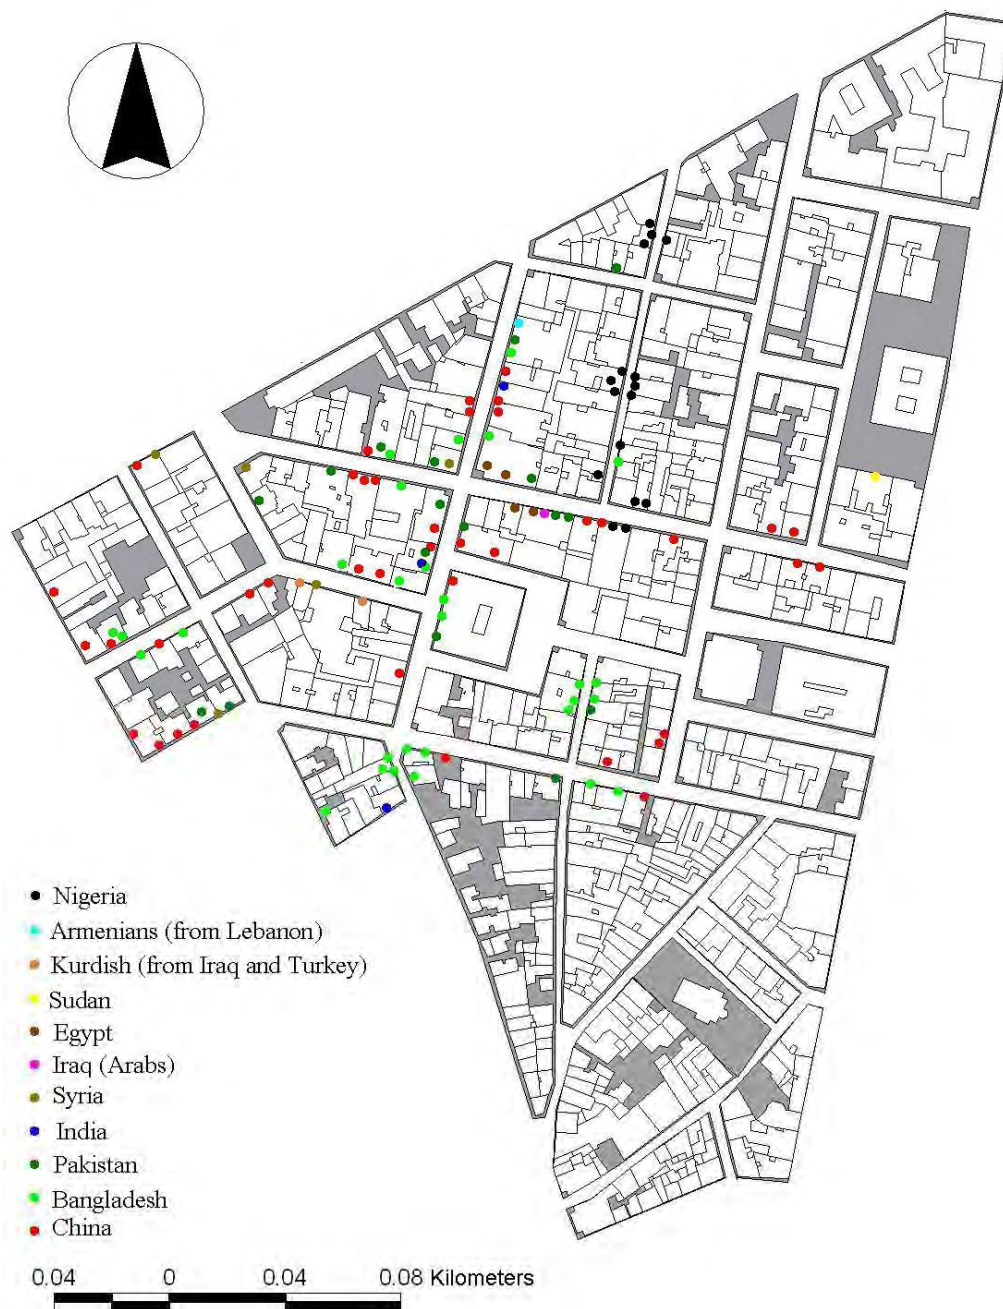 Nigeria
Armenians (from Lebanon)
Kurdish (from Iraq and Turkey)
Sudan
Egypt
Iraq (Arabs)
Syria
India
Pakistan
Bangladesh
China
0.04 0 0.04 0.08 Kilometers